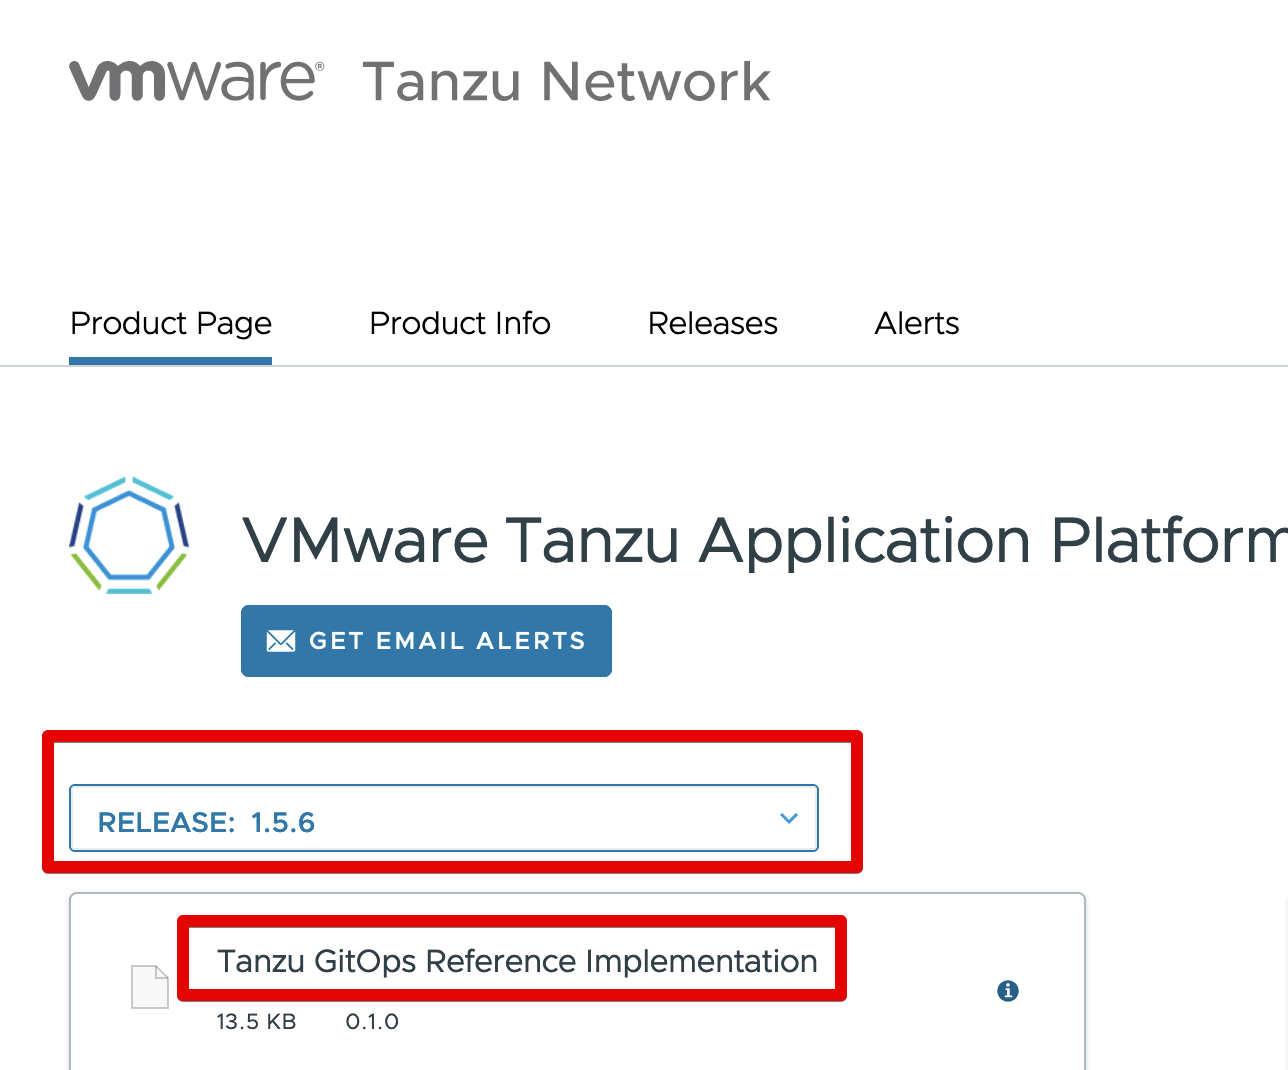 vmware® Tanzu Network
Product Page Product Info Releases Alerts
VMware Tanzu Application Platform
GET EMAIL ALERTS
RELEASE: 1.5.6
Tanzu GitOps Reference Implementation
13.5 KB 0.1.0